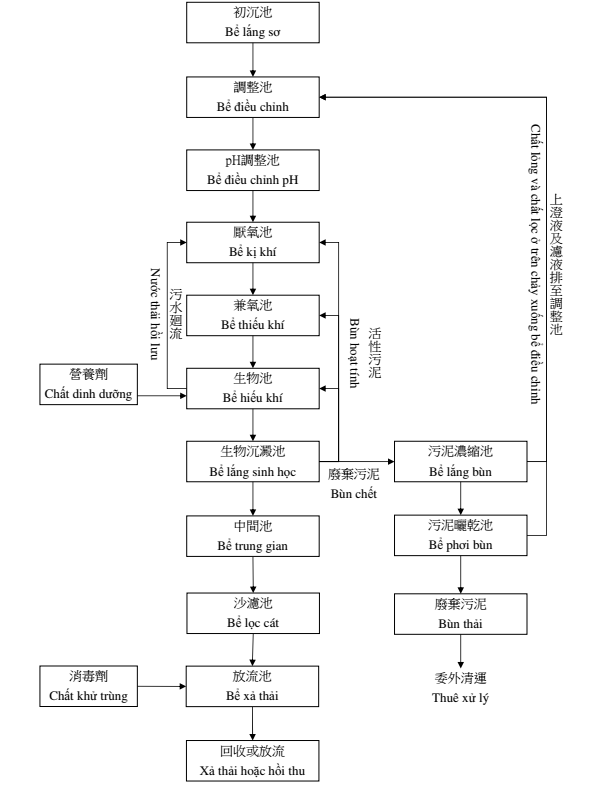 初沉池
Bể lắng sơ
調整池
Bể điều chỉnh
pH調整池
Bể điều chỉnh pH
厭氧池
Bể kị khí
兼氧池
Bể thiếu khí
生物池
Bể hiếu khí
營養劑
Chất dinh dưỡng
污水迴流
Nước thải hồi lưu
活性污泥
Bùn hoạt tính
生物沉澱池
Bể lắng sinh học
廢棄污泥
Bùn chết
污泥濃縮池
Bể lắng bùn
上澄液及濾液排至調整池
Chất lỏng và chất lọc ở trên chảy xuống bể điều chỉnh
中間池
Bể trung gian
污泥曬乾池
Bể phơi bùn
沙濾池
Bể lọc cát
廢棄污泥
Bùn thải
消毒劑
Chất khử trùng
放流池
Bể xả thải
委外清運
Thuê xử lý
回收或放流
Xả thải hoặc hồi thu